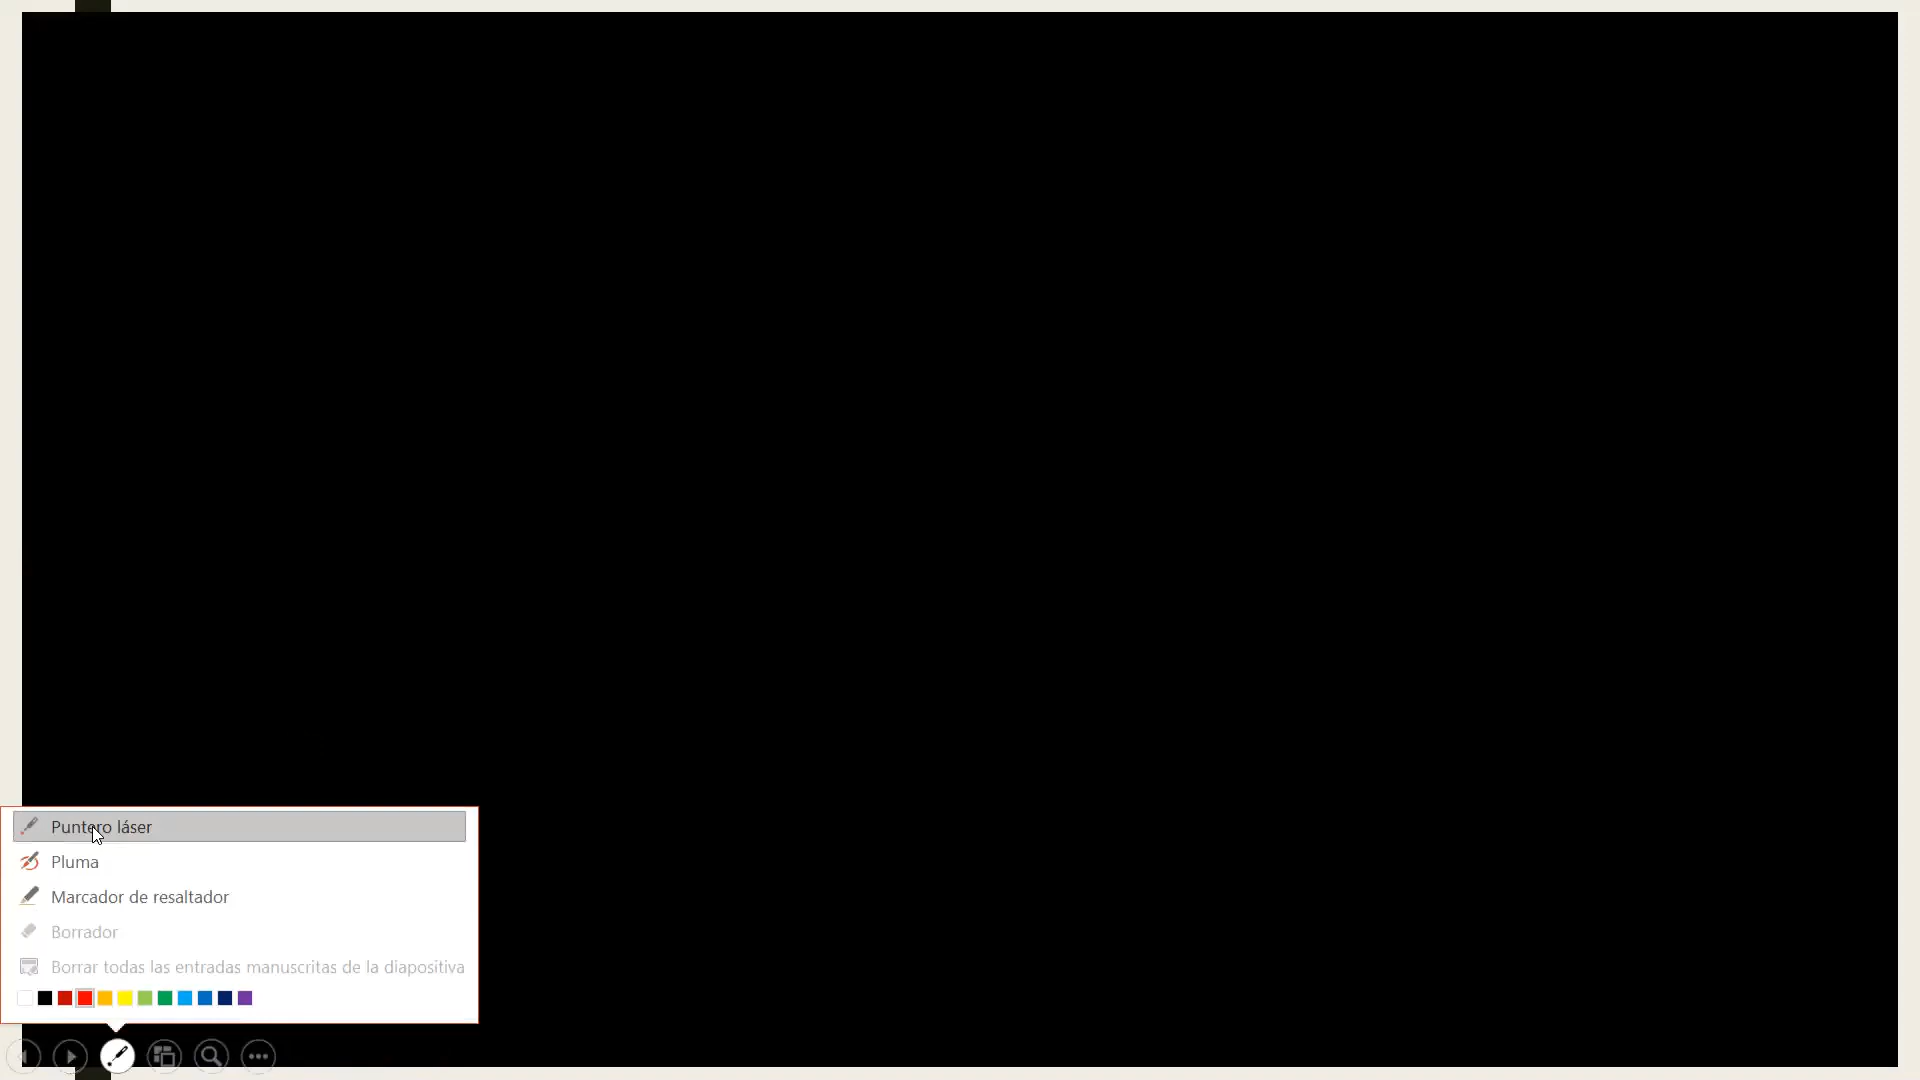 Puntero láser
Pluma
Marcador de resaltador
Borrador
Borrar todas las entradas manuscritas de la diapositiva